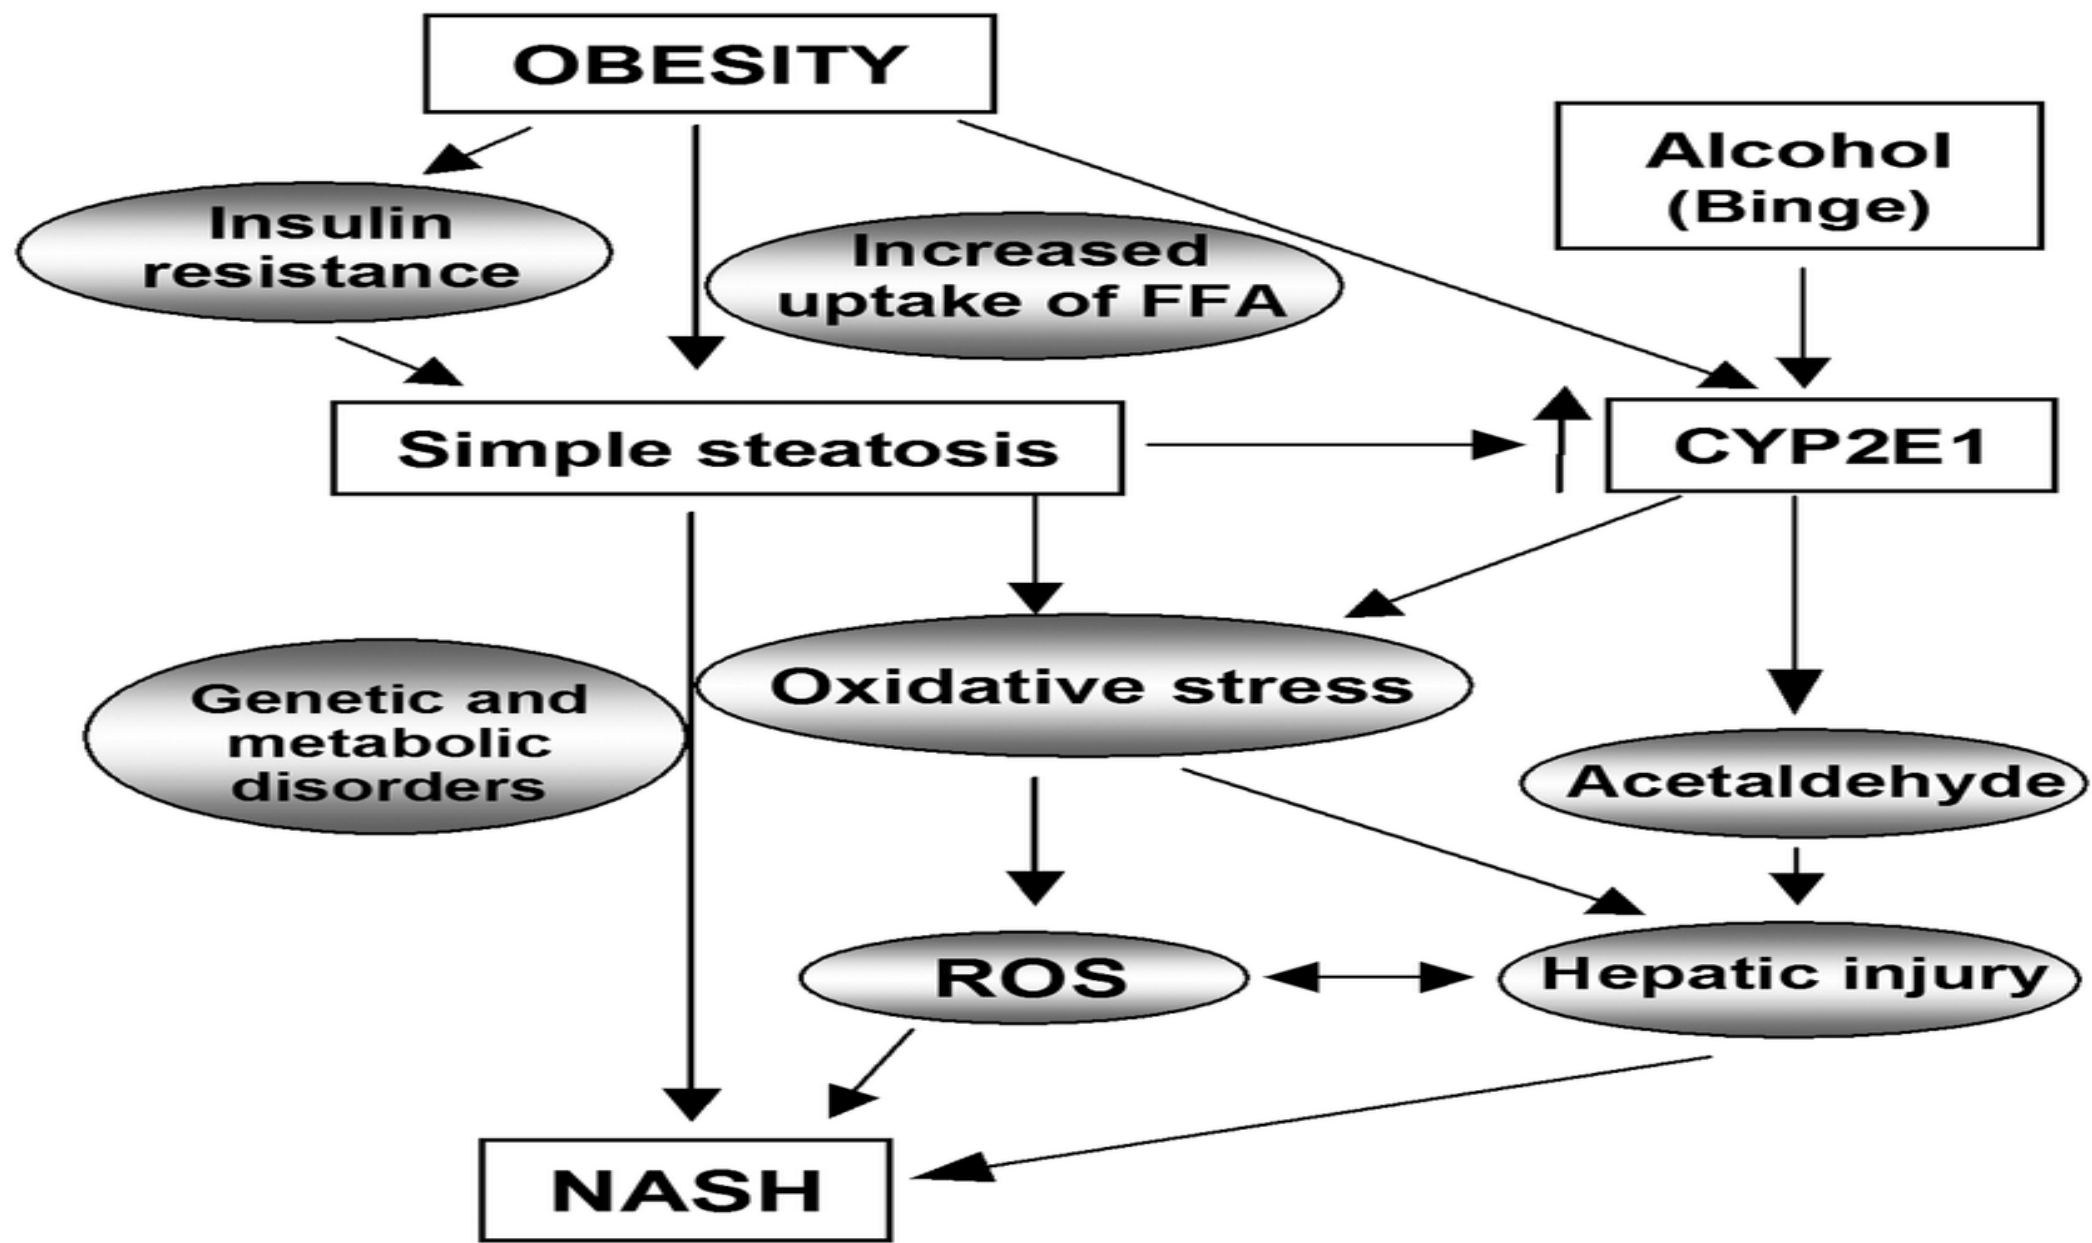 OBESITY
Alcohol
(Binge)
Insulin
resistance
Increased
uptake of FFA
Simple steatosis
CYP2E1
Genetic and
metabolic
disorders
Oxidative stress
Acetaldehyde
ROS
Hepatic injury
NASH